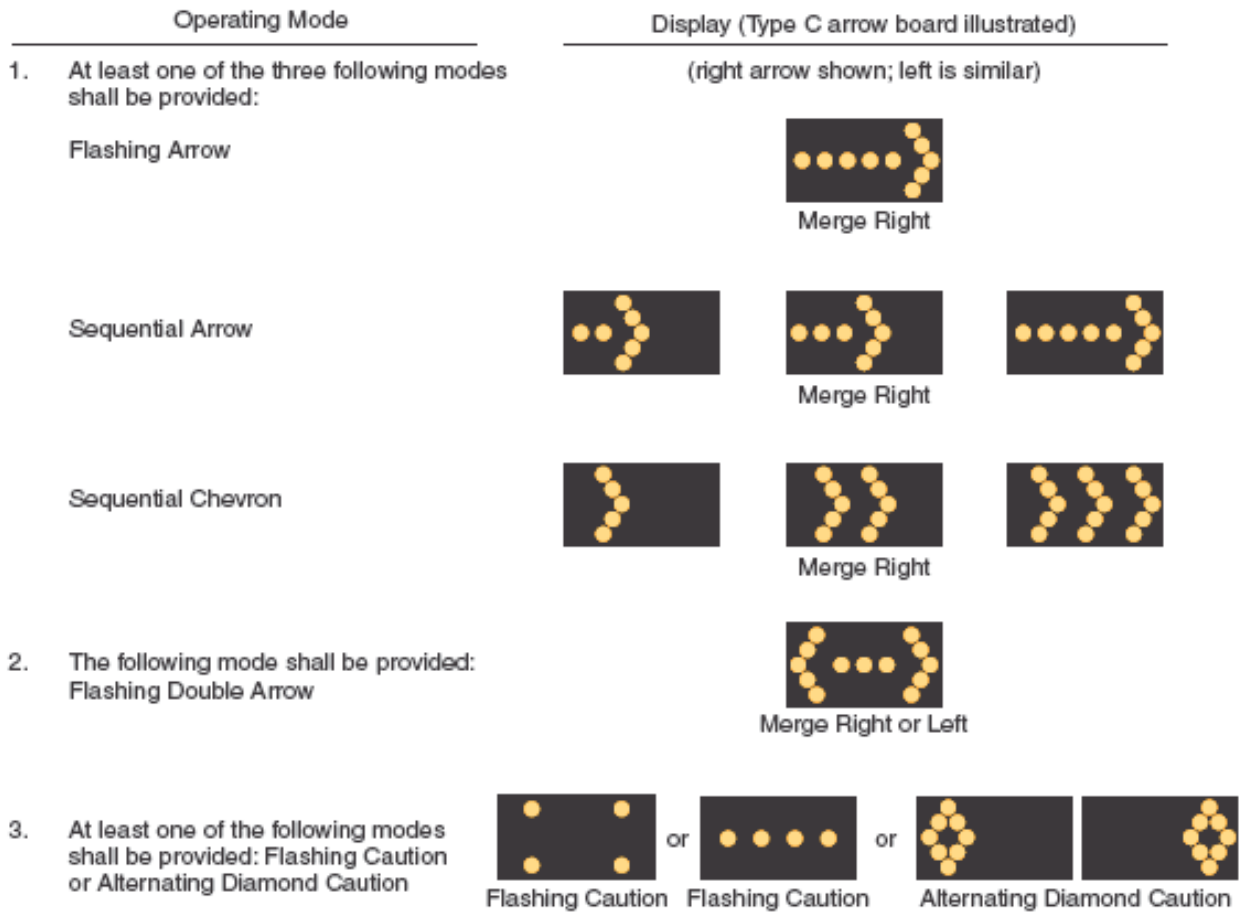 Operating Mode
Display (Type C arrow board illustrated)
1. At least one of the three following modes
shall be provided:
(right arrow shown; left is similar)
Flashing Arrow
Merge Right
Sequential Arrow
Merge Right
Sequential Chevron
Merge Right
2. The following mode shall be provided:
Flashing Double Arrow
Merge Right or Left
3. At least one of the following modes
shall be provided: Flashing Caution
or Alternating Diamond Caution
or
or
Flashing Caution
Flashing Caution
Alternating Diamond Caution